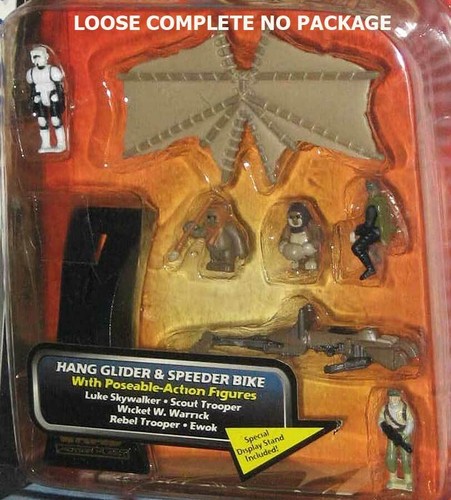 LOOSE COMPLETE NO PACKAGE
HANG GLIDER & SPEEDER BIKE
With Poseable-Action Figures
Luke Skywalker • Scout Trooper
Wicket W. Warrick
Rebel Trooper • Ewok
Special
Display Stand
Included!